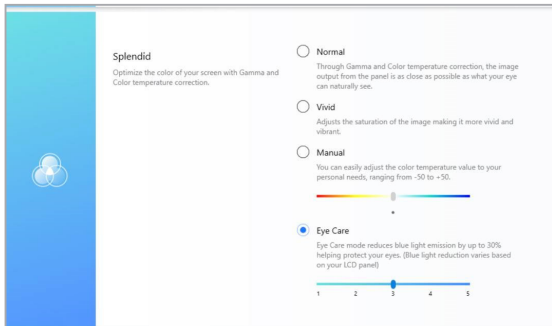 Splendid
Optimize the color of your screen with Gamma and
Color temperature correction.
Normal
Through Gamma and Color temperature correction, the image
output from the panel is as close as possible as what your eye
can naturally see.
Vivid
Adjusts the saturation of the image making it more vivid and
vibrant.
Manual
You can easily adjust the color temperature value to your
personal needs, ranging from -50 to +50.
Eye Care
Eye Care mode reduces blue light emission by up to 30%
helping protect your eyes. (Blue light reduction varies based
on your LCD panel)
1 2 3 4 5